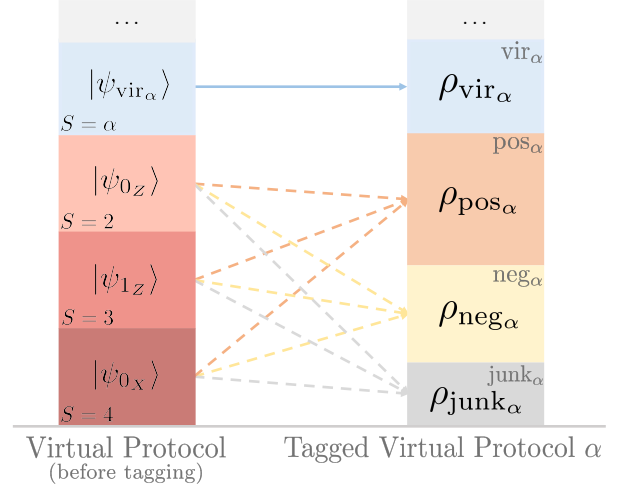 ...
|ψ_vir_α⟩
S = α
|ψ_0_Z⟩
S = 2
|ψ_1_Z⟩
S = 3
|ψ_0_X⟩
S = 4
Virtual Protocol
(before tagging)
...
vir_α
ρ_vir_α
pos_α
ρ_pos_α
neg_α
ρ_neg_α
junk_α
ρ_junk_α
Tagged Virtual Protocol α